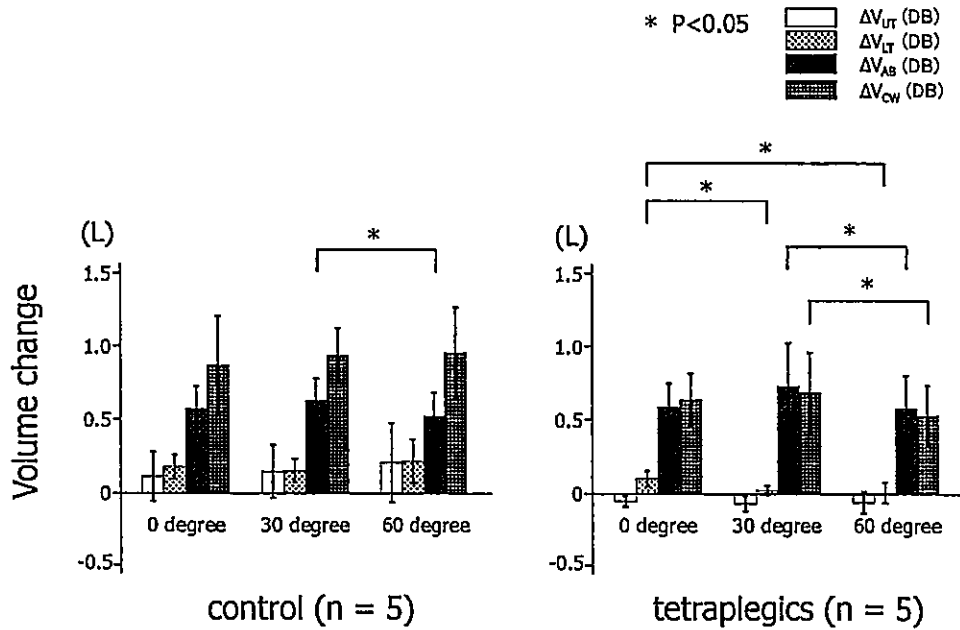 * P<0.05
ΔV_UT (DB)
ΔV_LT (DB)
ΔV_AB (DB)
ΔV_CW (DB)
(L)
*
1.5
1.0
0.5
0
-0.5
Volume change
0 degree
30 degree
60 degree
control (n = 5)
(L)
*
*
*
*
1.5
1.0
0.5
0
-0.5
0 degree
30 degree
60 degree
tetraplegics (n = 5)